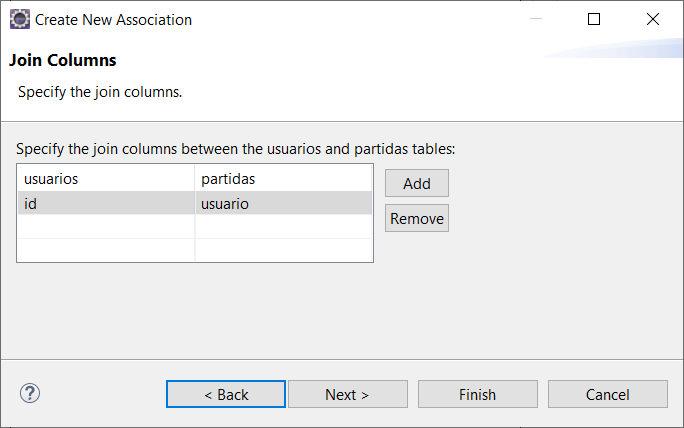 Create New Association
Join Columns
Specify the join columns.
Specify the join columns between the usuarios and partidas tables:
usuarios partidas
id usuario
Add
Remove
?
< Back Next > Finish Cancel